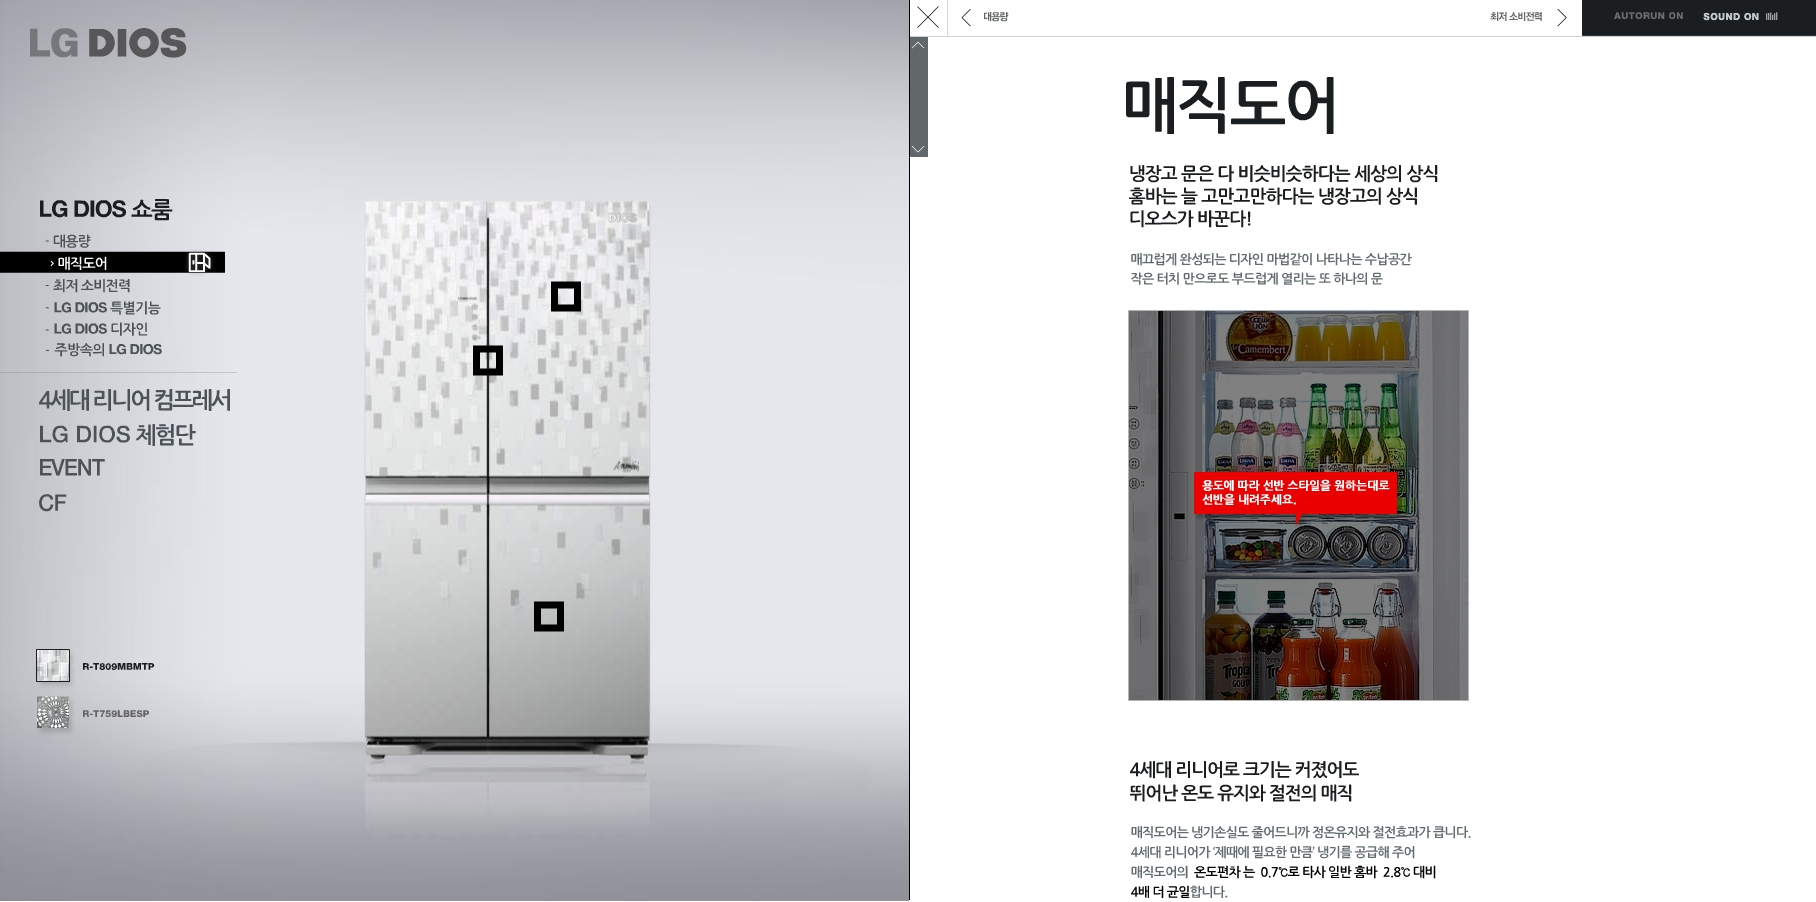 LG DIOS
LG DIOS 쇼룸
- 대용량
› 매직도어
- 최저 소비전력
- LG DIOS 특별기능
- LG DIOS 디자인
- 주방속의 LG DIOS
4세대 리니어 컴프레서
LG DIOS 체험단
EVENT
CF
R-T809MBMTP
R-T759LBESP
DIOS
대용량
최저 소비전력
AUTORUN ON
SOUND ON
매직도어
냉장고 문은 다 비슷비슷하다는 세상의 상식
홈바는 늘 고만고만하다는 냉장고의 상식
디오스가 바꾼다!
매끄럽게 완성되는 디자인 마법같이 나타나는 수납공간
작은 터치 만으로도 부드럽게 열리는 또 하나의 문
CŒUR
LION
Camembert
용도에 따라 선반 스타일을 원하는대로
선반을 내려주세요.
4세대 리니어로 크기는 커졌어도
뛰어난 온도 유지와 절전의 매직
매직도어는 냉기손실도 줄어드니까 정온유지와 절전효과가 큽니다.
4세대 리니어가 '제때에 필요한 만큼' 냉기를 공급해 주어
매직도어의 온도편차 는 0.7℃로 타사 일반 홈바 2.8℃ 대비
4배 더 균일합니다.